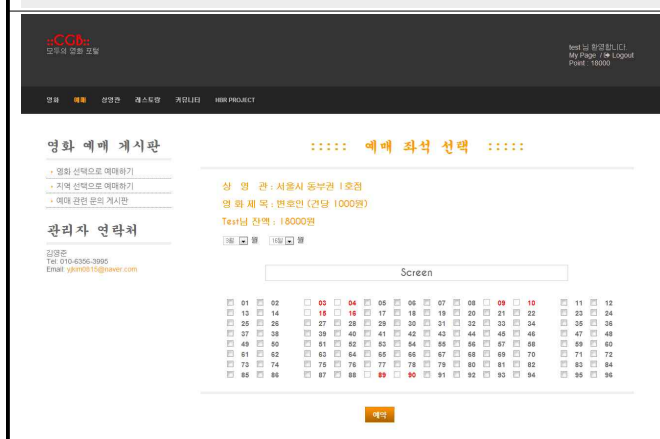 ::CGB::
모두의 영화 포털
test 님 환영합니다.
My Page / Logout
Point : 18000
영화 예매 상영관 레스토랑 커뮤니티 HBR PROJECT
영화 예매 게시판
영화 선택으로 예매하기
지역 선택으로 예매하기
예매 관련 문의 게시판
관리자 연락처
김영준
Tel: 010-6356-3995
Email: yjkim0915@naver.com
::::: 예매 좌석 선택 :::::
상 영 관 : 서울시 동부관 1호점
영 화 제 목 : 변호인 (건당 1000원)
Test님 잔액 : 18000원
9월 월 16일
Screen
01 02 03 04 05 06 07 08 09 10 11 12
13 14 15 16 17 18 19 20 21 22 23 24
25 26 27 28 29 30 31 32 33 34 35 36
37 38 39 40 41 42 43 44 45 46 47 48
49 50 51 52 53 54 55 56 57 58 59 60
61 62 63 64 65 66 67 68 69 70 71 72
73 74 75 76 77 78 79 80 81 82 83 84
85 86 87 88 89 90 91 92 93 94 95 96
예약